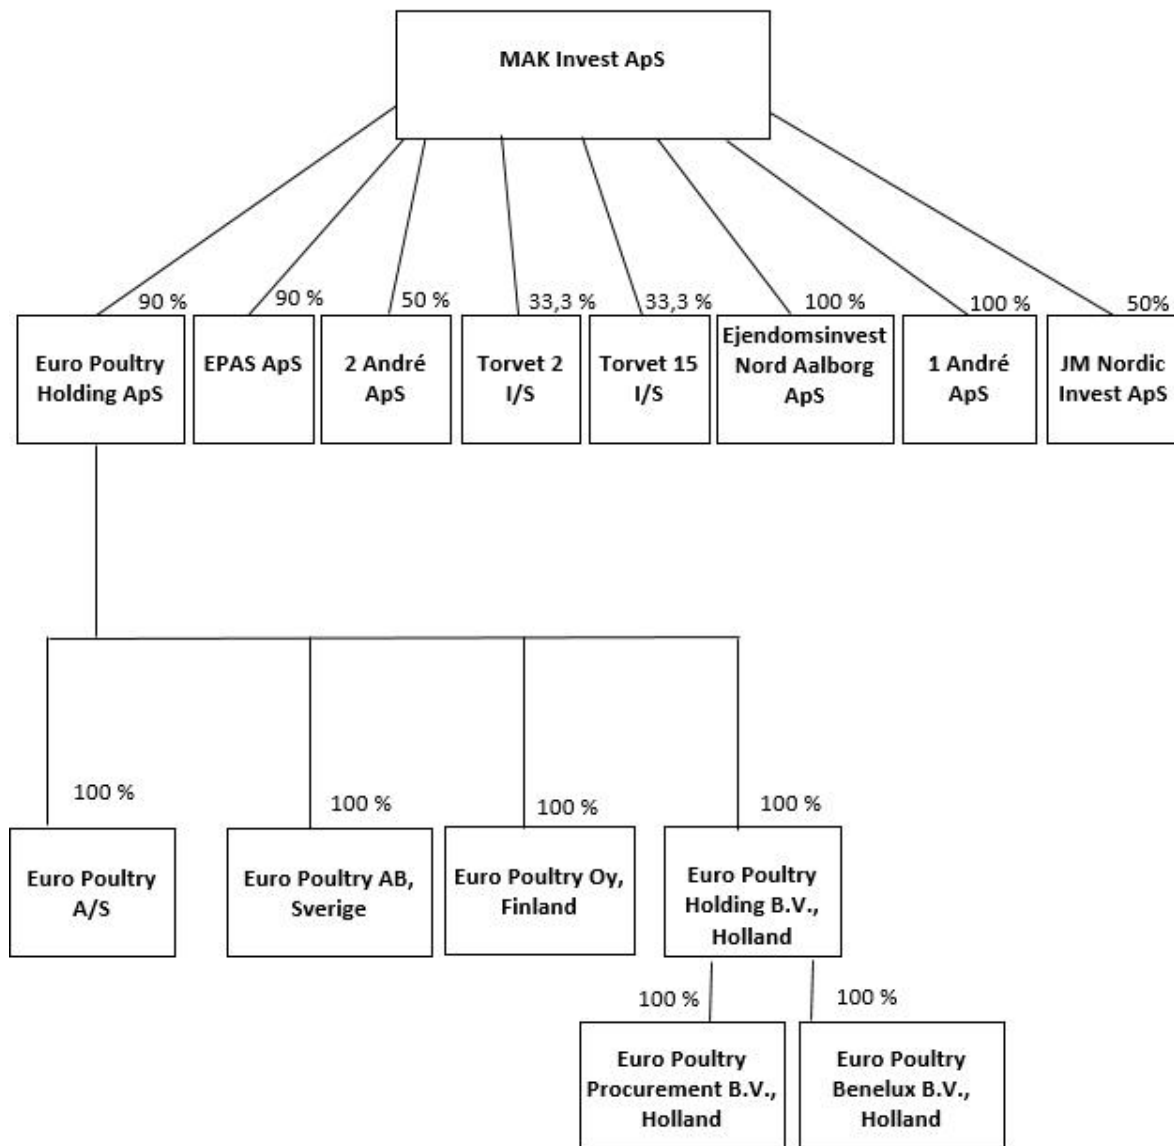 MAK Invest ApS
90 %
90 %
50 %
33,3 %
33,3 %
100 %
100 %
50%
Euro Poultry
Holding ApS
EPAS ApS
2 André
ApS
Torvet 2
I/S
Torvet 15
I/S
Ejendomsinvest
Nord Aalborg
ApS
1 André
ApS
JM Nordic
Invest ApS
100 %
100 %
100 %
100 %
Euro Poultry
A/S
Euro Poultry AB,
Sverige
Euro Poultry Oy,
Finland
Euro Poultry
Holding B.V.,
Holland
100 %
100 %
Euro Poultry
Procurement B.V.,
Holland
Euro Poultry
Benelux B.V.,
Holland